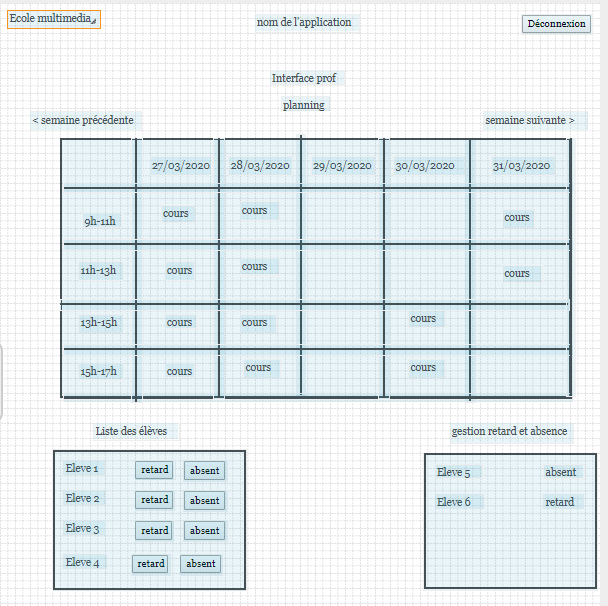 Ecole multimedia
nom de l'application
Déconnexion
Interface prof
planning
< semaine précédente
semaine suivante >
27/03/2020 28/03/2020 29/03/2020 30/03/2020 31/03/2020
9h-11h cours cours cours
11h-13h cours cours cours
13h-15h cours cours cours
15h-17h cours cours cours
Liste des élèves
Eleve 1 retard absent
Eleve 2 retard absent
Eleve 3 retard absent
Eleve 4 retard absent
gestion retard et absence
Eleve 5 absent
Eleve 6 retard